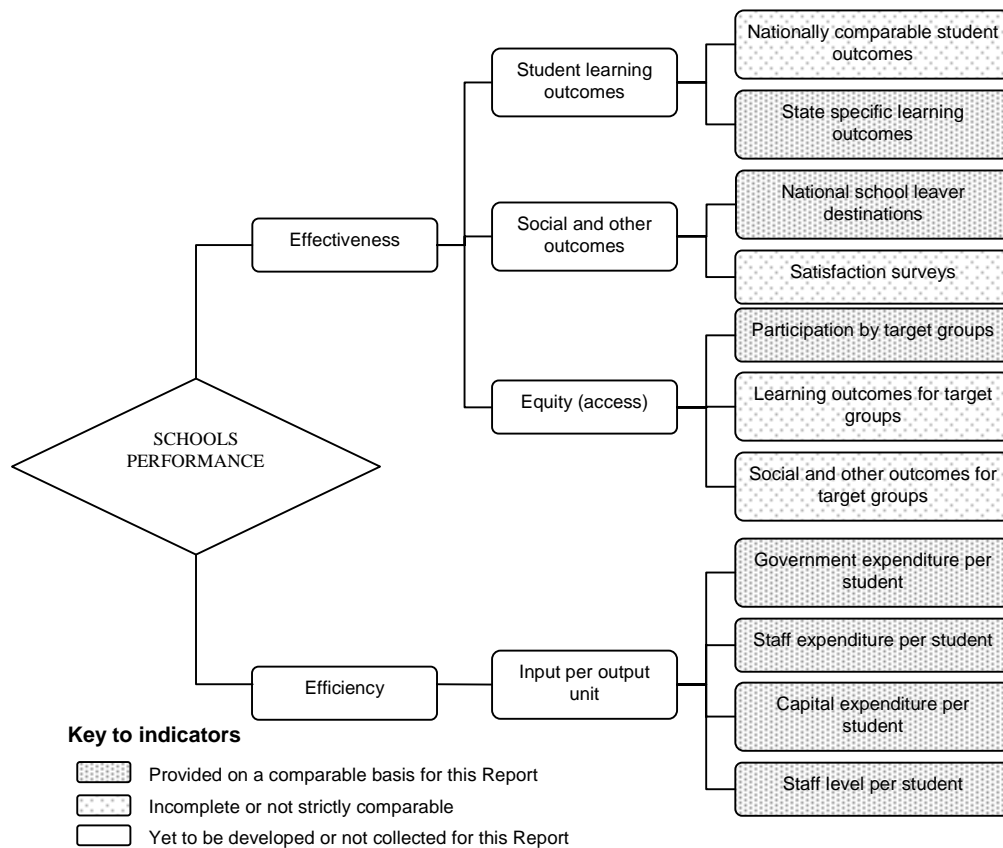 SCHOOLS
PERFORMANCE
Effectiveness
Student learning
outcomes
Nationally comparable student
outcomes
State specific learning
outcomes
Social and other
outcomes
National school leaver
destinations
Satisfaction surveys
Equity (access)
Participation by target groups
Learning outcomes for target
groups
Social and other outcomes for
target groups
Efficiency
Input per output
unit
Government expenditure per
student
Staff expenditure per student
Capital expenditure per
student
Staff level per student
Key to indicators
Provided on a comparable basis for this Report
Incomplete or not strictly comparable
Yet to be developed or not collected for this Report